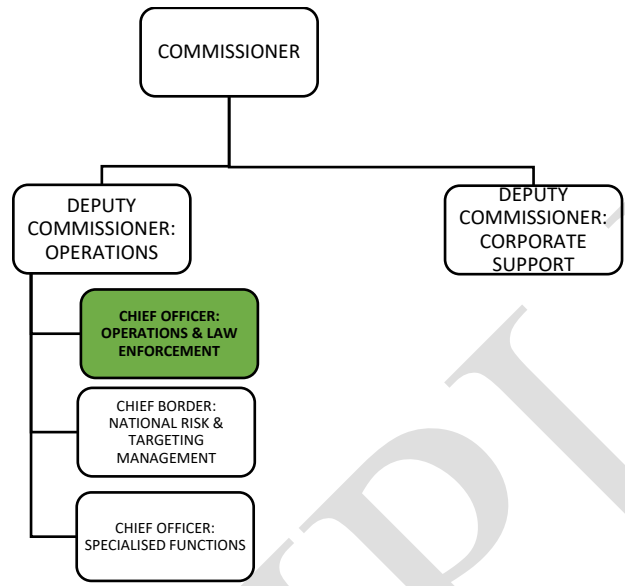 COMMISSIONER
DEPUTY
COMMISSIONER:
OPERATIONS
DEPUTY
COMMISSIONER:
CORPORATE
SUPPORT
CHIEF OFFICER:
OPERATIONS & LAW
ENFORCEMENT
CHIEF BORDER:
NATIONAL RISK &
TARGETING
MANAGEMENT
CHIEF OFFICER:
SPECIALISED FUNCTIONS